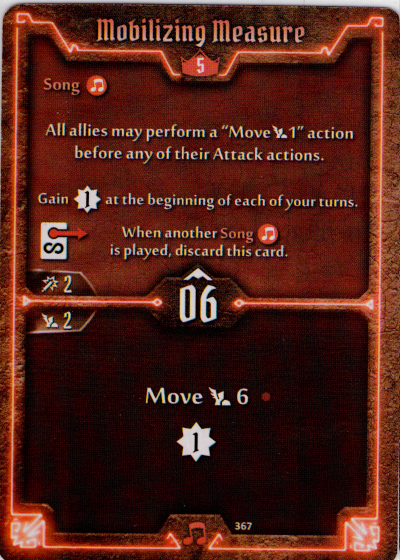 Mobilizing Measure
5
Song
All allies may perform a “Move 1” action
before any of their Attack actions.
Gain 1 at the beginning of each of your turns.
S
When another Song
is played, discard this card.
2
06
2
Move 6
1
367